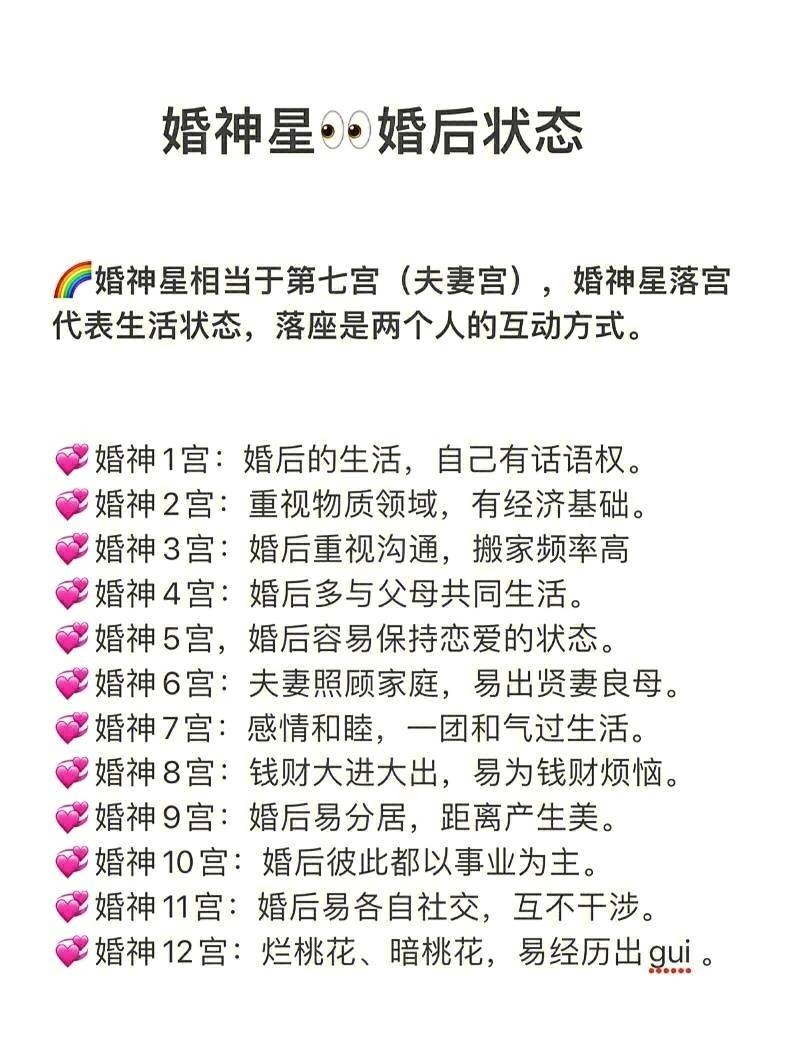 婚神星👀婚后状态
🌈婚神星相当于第七宫（夫妻宫），婚神星落宫
代表生活状态，落座是两个人的互动方式。
💞婚神1宫：婚后的生活，自己有话语权。
💞婚神2宫：重视物质领域，有经济基础。
💞婚神3宫：婚后重视沟通，搬家频率高
💞婚神4宫：婚后多与父母共同生活。
💞婚神5宫，婚后容易保持恋爱的状态。
💞婚神6宫：夫妻照顾家庭，易出贤妻良母。
💞婚神7宫：感情和睦，一团和气过生活。
💞婚神8宫：钱财大进大出，易为钱财烦恼。
💞婚神9宫：婚后易分居，距离产生美。
💞婚神10宫：婚后彼此都以事业为主。
💞婚神11宫：婚后易各自社交，互不干涉。
💞婚神12宫：烂桃花、暗桃花，易经历出gui。